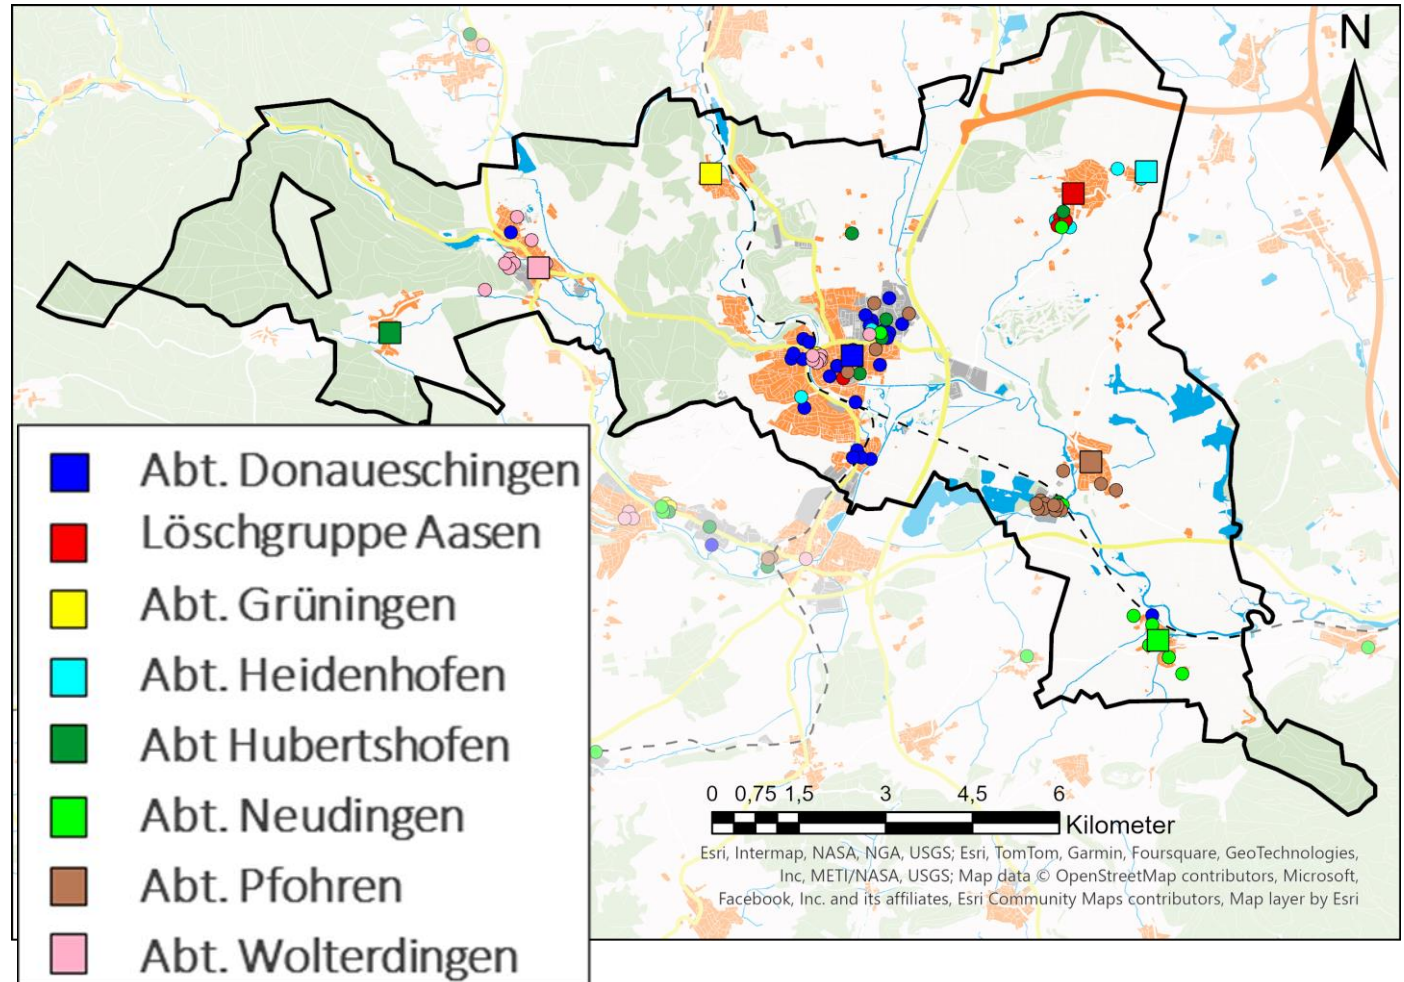 N
Abt. Donaueschingen
Löschgruppe Aasen
Abt. Grüningen
Abt. Heidenhofen
Abt Hubertshofen
Abt. Neudingen
Abt. Pfohren
Abt. Wolterdingen
0 0,75 1,5 3 4,5 6
Kilometer
Esri, Intermap, NASA, NGA, USGS; Esri, TomTom, Garmin, Foursquare, GeoTechnologies,
Inc, METI/NASA, USGS; Map data © OpenStreetMap contributors, Microsoft,
Facebook, Inc. and its affiliates, Esri Community Maps contributors, Map layer by Esri